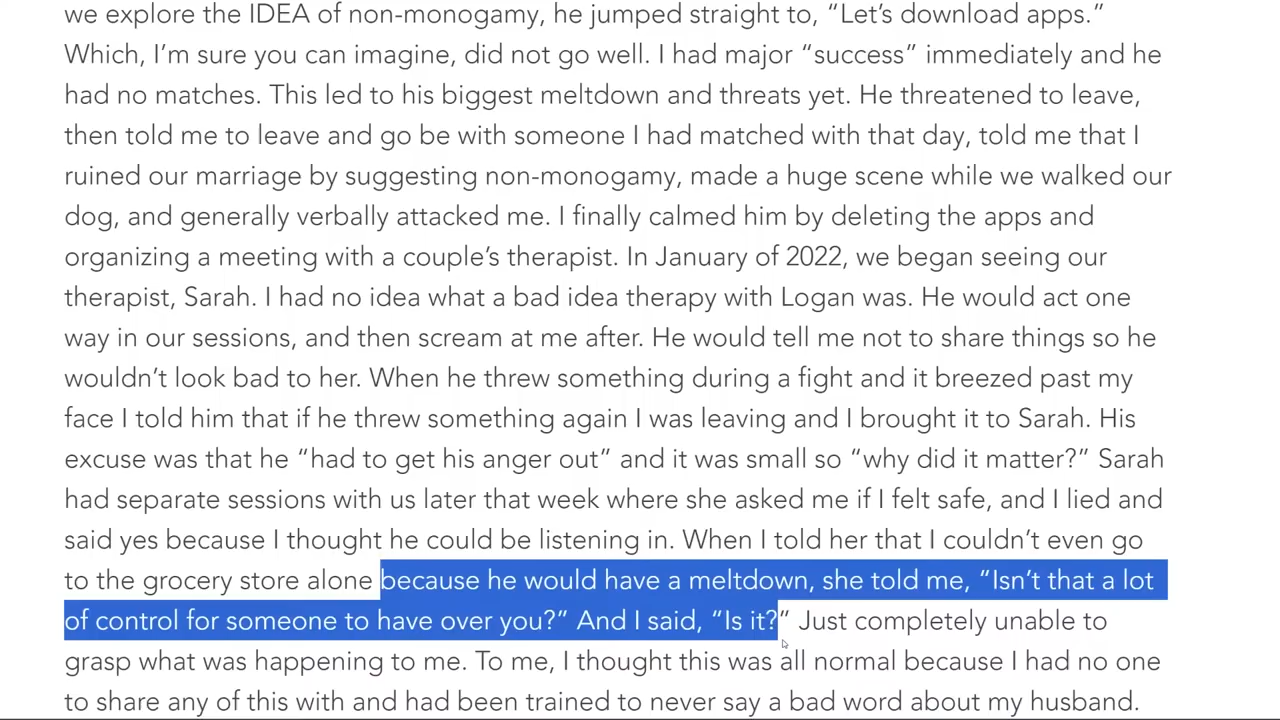 we explore the IDEA of non-monogamy, he jumped straight to, “Let’s download apps.”
Which, I’m sure you can imagine, did not go well. I had major “success” immediately and he
had no matches. This led to his biggest meltdown and threats yet. He threatened to leave,
then told me to leave and go be with someone I had matched with that day, told me that I
ruined our marriage by suggesting non-monogamy, made a huge scene while we walked our
dog, and generally verbally attacked me. I finally calmed him by deleting the apps and
organizing a meeting with a couple’s therapist. In January of 2022, we began seeing our
therapist, Sarah. I had no idea what a bad idea therapy with Logan was. He would act one
way in our sessions, and then scream at me after. He would tell me not to share things so he
wouldn’t look bad to her. When he threw something during a fight and it breezed past my
face I told him that if he threw something again I was leaving and I brought it to Sarah. His
excuse was that he “had to get his anger out” and it was small so “why did it matter?” Sarah
had separate sessions with us later that week where she asked me if I felt safe, and I lied and
said yes because I thought he could be listening in. When I told her that I couldn’t even go
to the grocery store alone because he would have a meltdown, she told me, “Isn’t that a lot
of control for someone to have over you?” And I said, “Is it?” Just completely unable to
grasp what was happening to me. To me, I thought this was all normal because I had no one
to share any of this with and had been trained to never say a bad word about my husband.